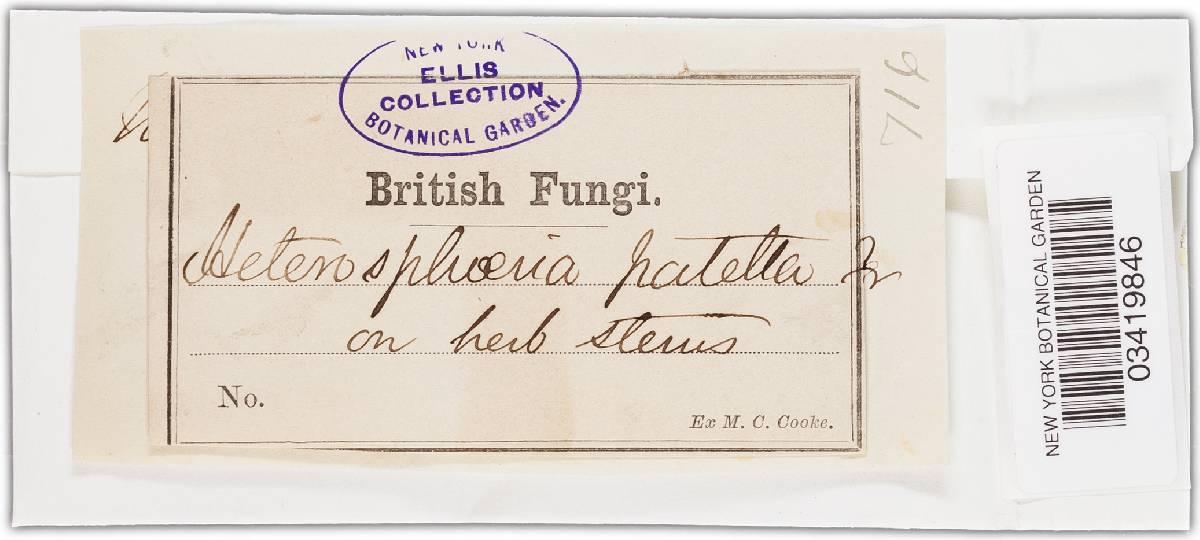 NEW YORK
ELLIS
COLLECTION
BOTANICAL GARDEN.
716
British Fungi.
Heterosphæria patella Fr
on herb stems
No.
Ex M. C. Cooke.
NEW YORK BOTANICAL GARDEN
03419846